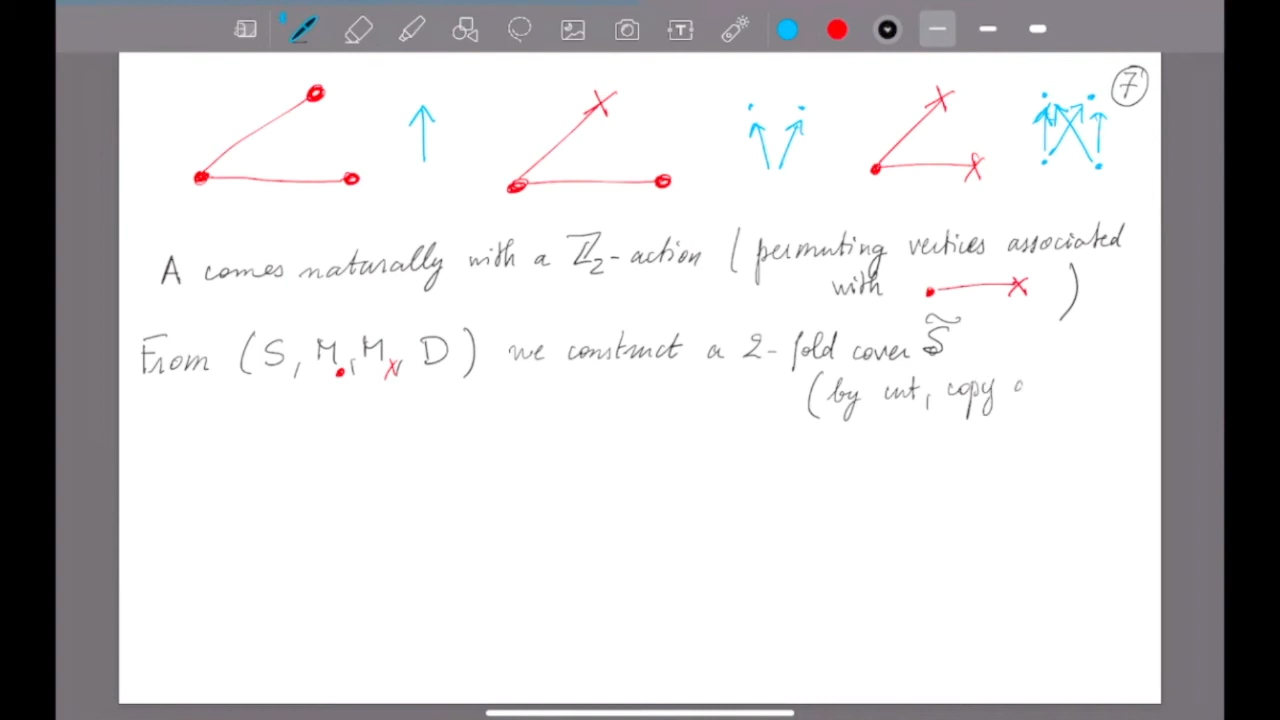 7
A comes naturally with a ℤ₂-action ( permuting vertices associated
with )
From (S, M., M×, D) we construct a 2-fold cover S̃
(by cut, copy